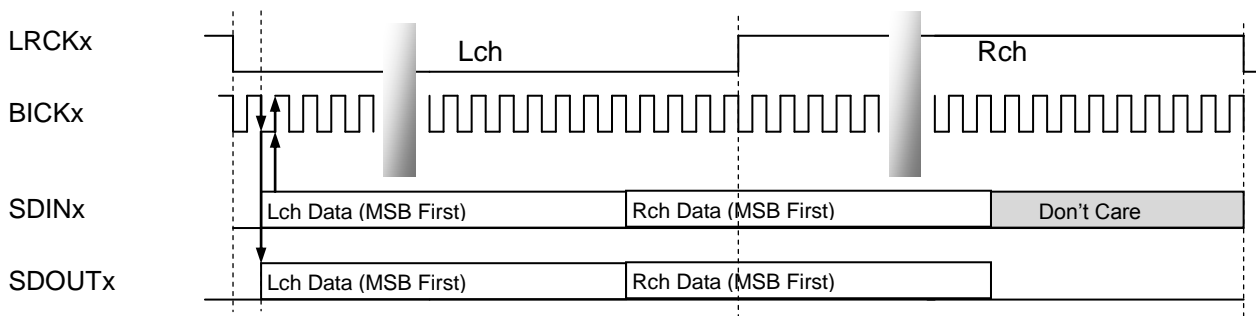 LRCKx
Lch
Rch
BICKx
SDINx
Lch Data (MSB First)
Rch Data (MSB First)
Don't Care
SDOUTx
Lch Data (MSB First)
Rch Data (MSB First)